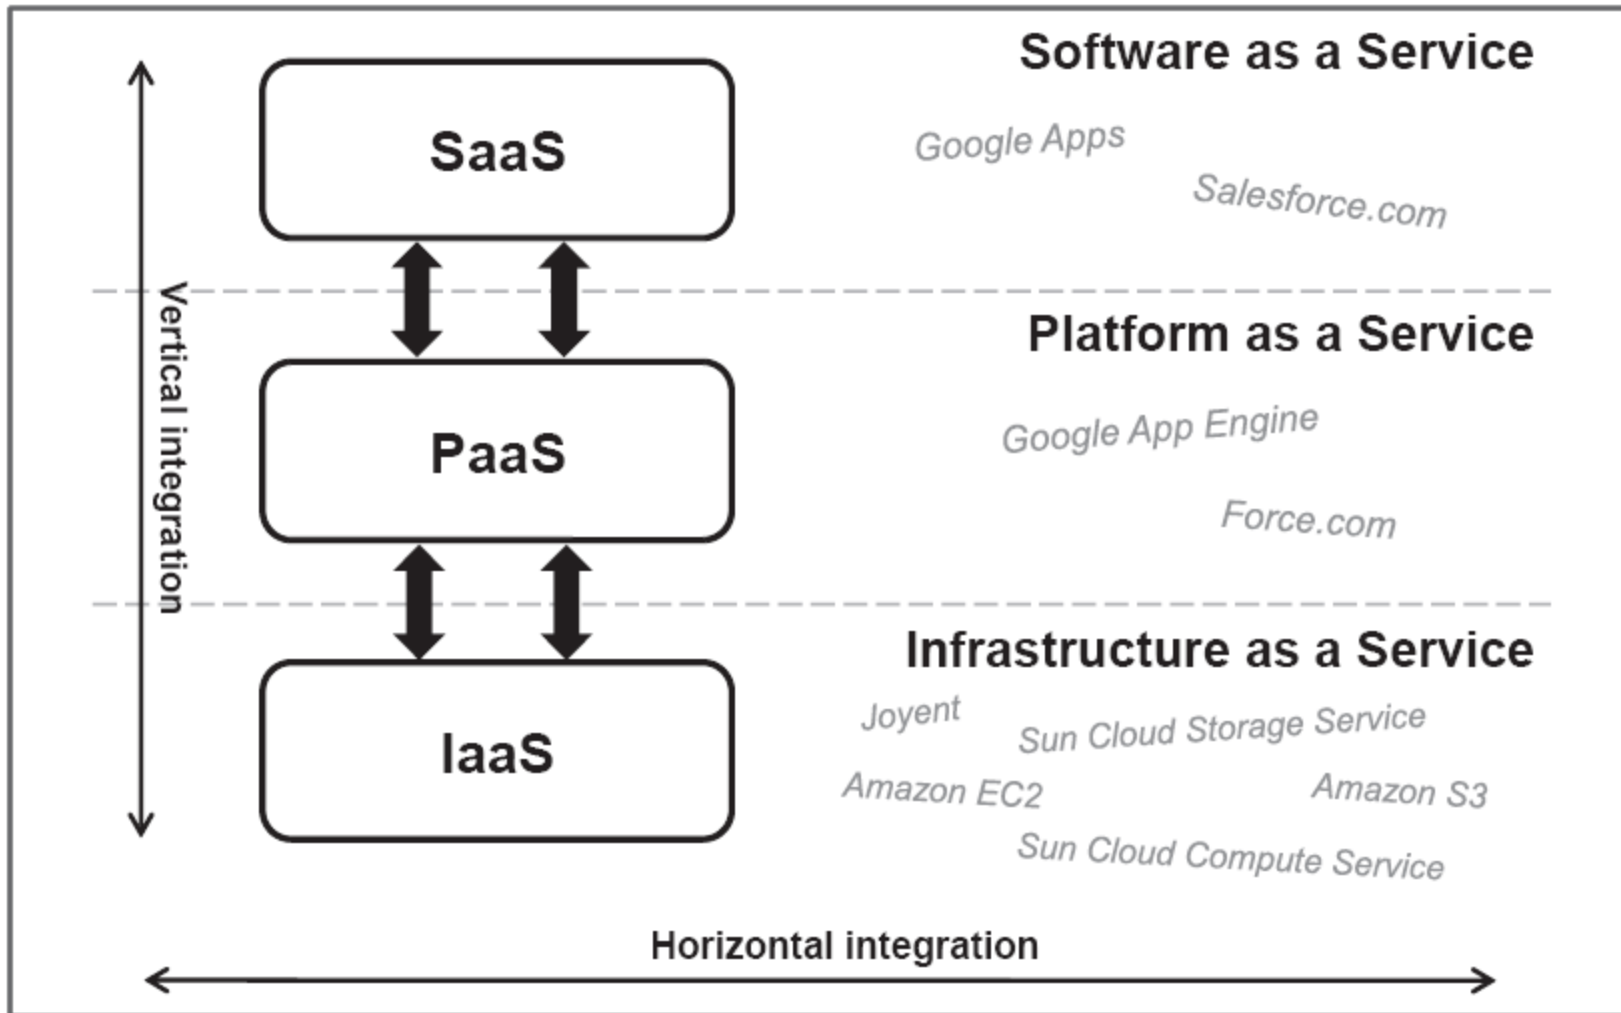 Software as a Service
SaaS
Google Apps
Salesforce.com
Vertical integration
Platform as a Service
PaaS
Google App Engine
Force.com
Infrastructure as a Service
IaaS
Joyent
Sun Cloud Storage Service
Amazon EC2
Amazon S3
Sun Cloud Compute Service
Horizontal integration